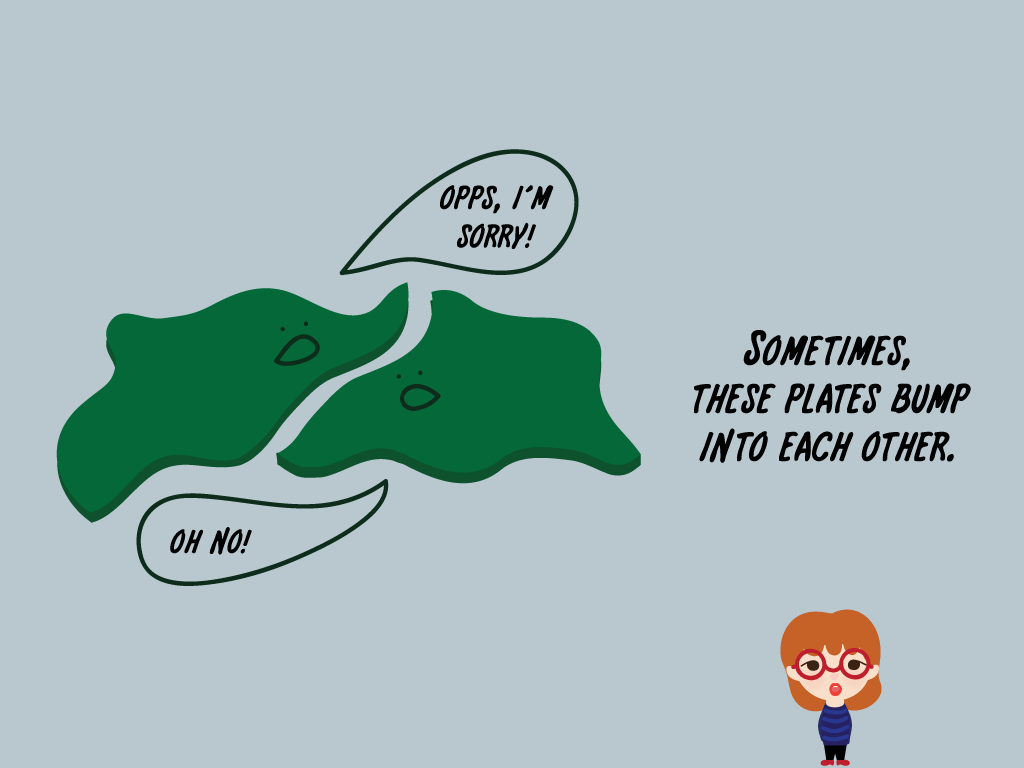 OPPS, I'M
SORRY!
OH NO!
SOMETIMES,
THESE PLATES BUMP
INTO EACH OTHER.